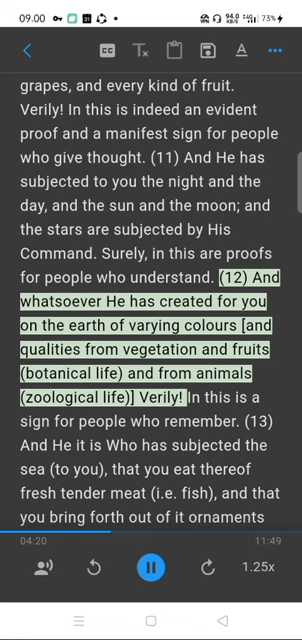 09.00
94.0 KB/S
73%
CC
grapes, and every kind of fruit.
Verily! In this is indeed an evident
proof and a manifest sign for people
who give thought. (11) And He has
subjected to you the night and the
day, and the sun and the moon; and
the stars are subjected by His
Command. Surely, in this are proofs
for people who understand. (12) And
whatsoever He has created for you
on the earth of varying colours [and
qualities from vegetation and fruits
(botanical life) and from animals
(zoological life)] Verily! In this is a
sign for people who remember. (13)
And He it is Who has subjected the
sea (to you), that you eat thereof
fresh tender meat (i.e. fish), and that
you bring forth out of it ornaments
04:20
11:49
1.25x